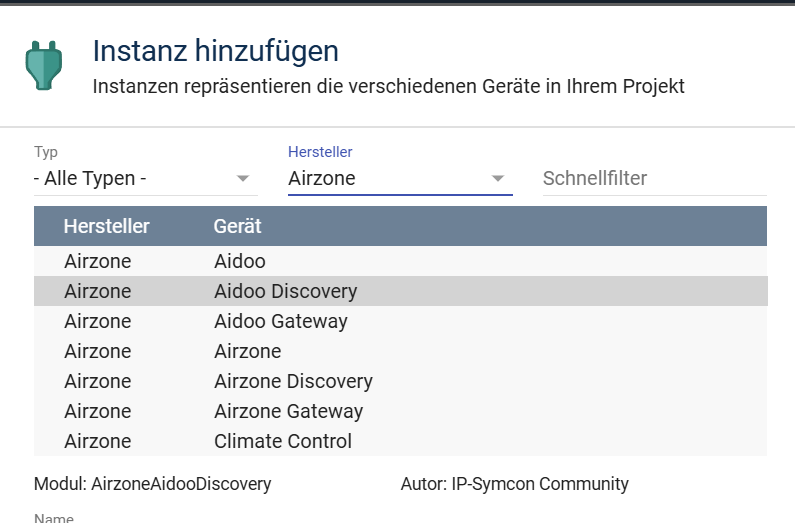 Instanz hinzufügen
Instanzen repräsentieren die verschiedenen Geräte in Ihrem Projekt
Typ Hersteller
- Alle Typen - Airzone Schnellfilter
Hersteller Gerät
Airzone Aidoo
Airzone Aidoo Discovery
Airzone Aidoo Gateway
Airzone Airzone
Airzone Airzone Discovery
Airzone Airzone Gateway
Airzone Climate Control
Modul: AirzoneAidooDiscovery Autor: IP-Symcon Community
Name